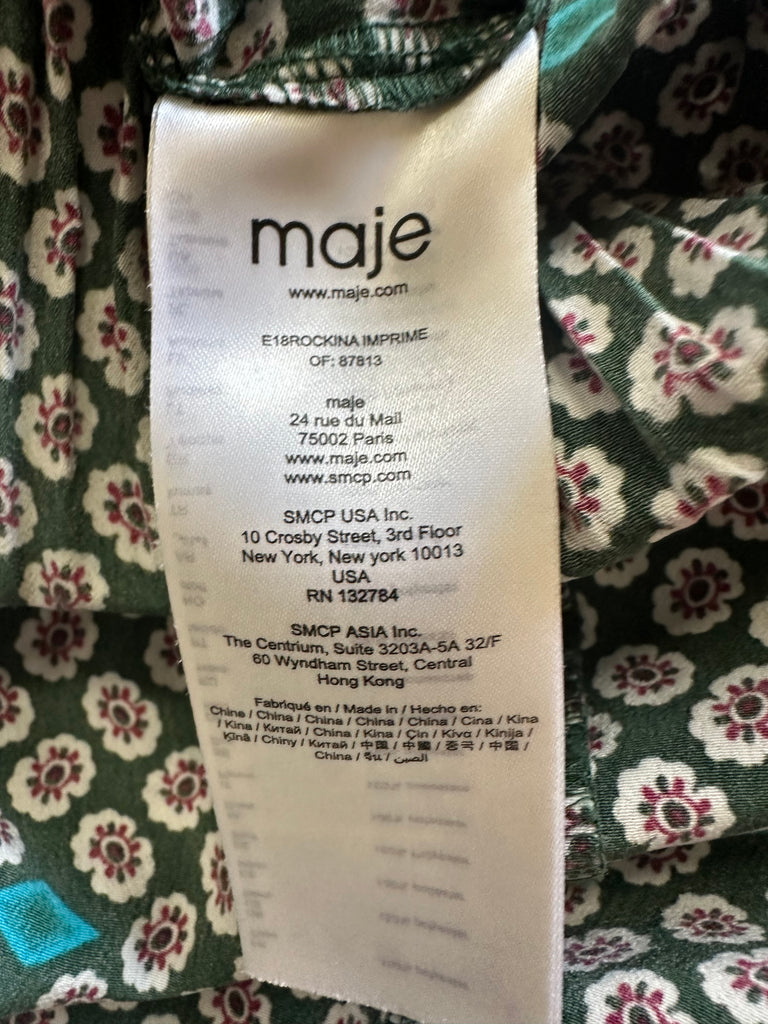 maje
www.maje.com
E18ROCKINA IMPRIME
OF: 87813
maje
24 rue du Mail
75002 Paris
www.maje.com
www.smcp.com
SMCP USA Inc.
10 Crosby Street, 3rd Floor
New York, New york 10013
USA
RN 132784
SMCP ASIA Inc.
The Centrium, Suite 3203A-5A 32/F
60 Wyndham Street, Central
Hong Kong
Fabriqué en / Made in / Hecho en:
Chine / China / China / China / China / Cina / Kina
/ Kina / Китай / China / Kina / Çin / Κίνα / Kinija /
Ķīnā / Chiny / Китай / 中国 / 中國 / 중국 / 中国 /
China / จีน / الصين